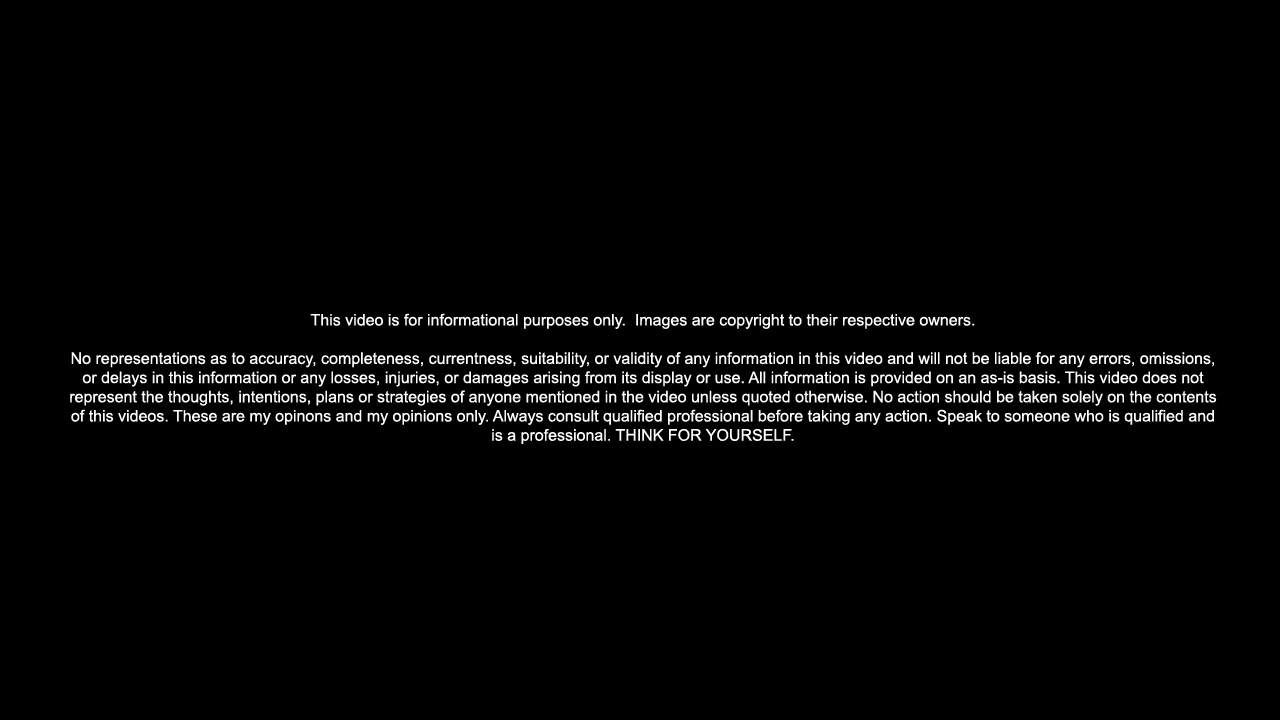 This video is for informational purposes only.  Images are copyright to their respective owners.
No representations as to accuracy, completeness, currentness, suitability, or validity of any information in this video and will not be liable for any errors, omissions,
or delays in this information or any losses, injuries, or damages arising from its display or use. All information is provided on an as-is basis. This video does not
represent the thoughts, intentions, plans or strategies of anyone mentioned in the video unless quoted otherwise. No action should be taken solely on the contents
of this videos. These are my opinons and my opinions only. Always consult qualified professional before taking any action. Speak to someone who is qualified and
is a professional. THINK FOR YOURSELF.